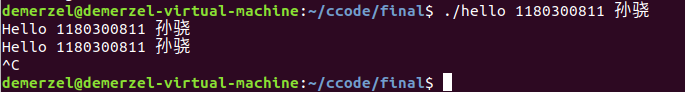 demerzel@demerzel-virtual-machine:~/ccode/final$ ./hello 1180300811 孙骁
Hello 1180300811 孙骁
Hello 1180300811 孙骁
^C
demerzel@demerzel-virtual-machine:~/ccode/final$